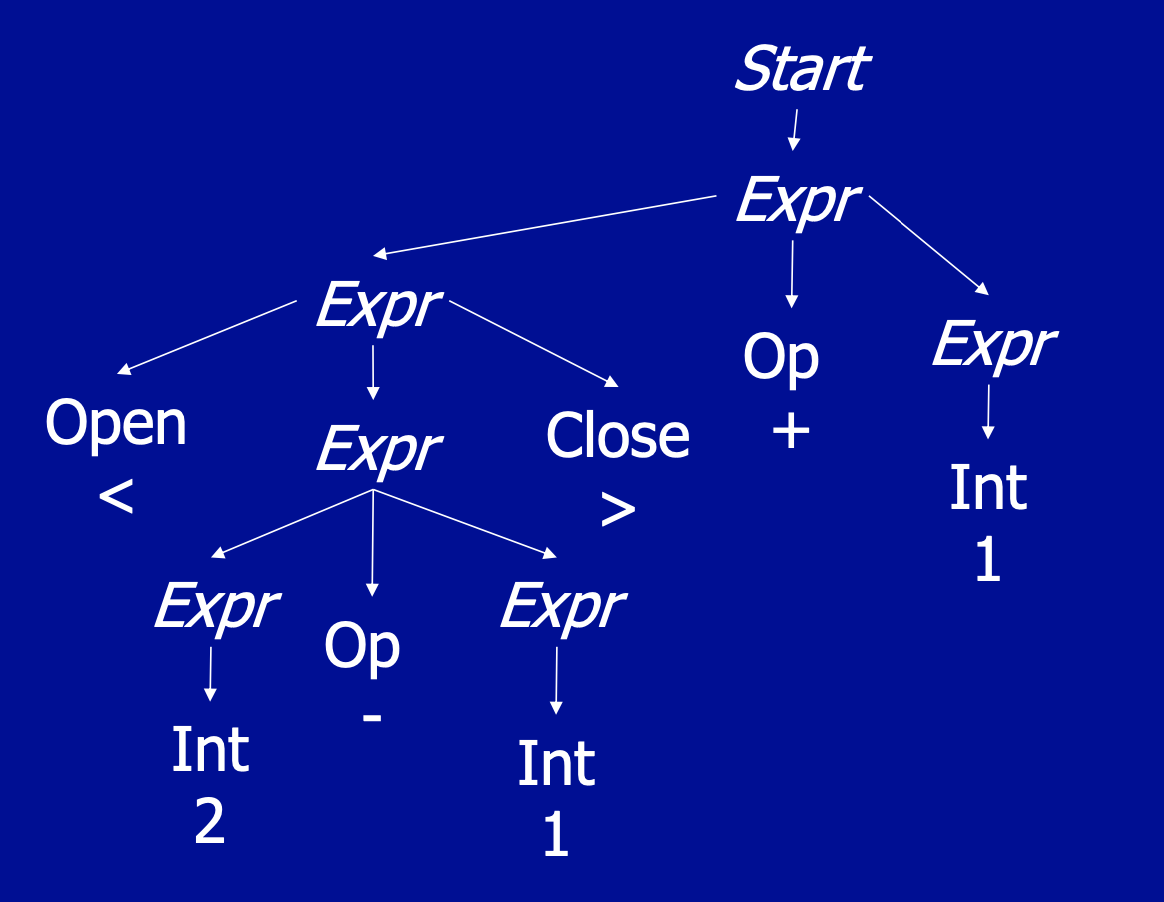 Start
Expr
Expr
Op
+
Expr
Open
<
Expr
Close
>
Int
1
Expr
Op
-
Expr
Int
2
Int
1